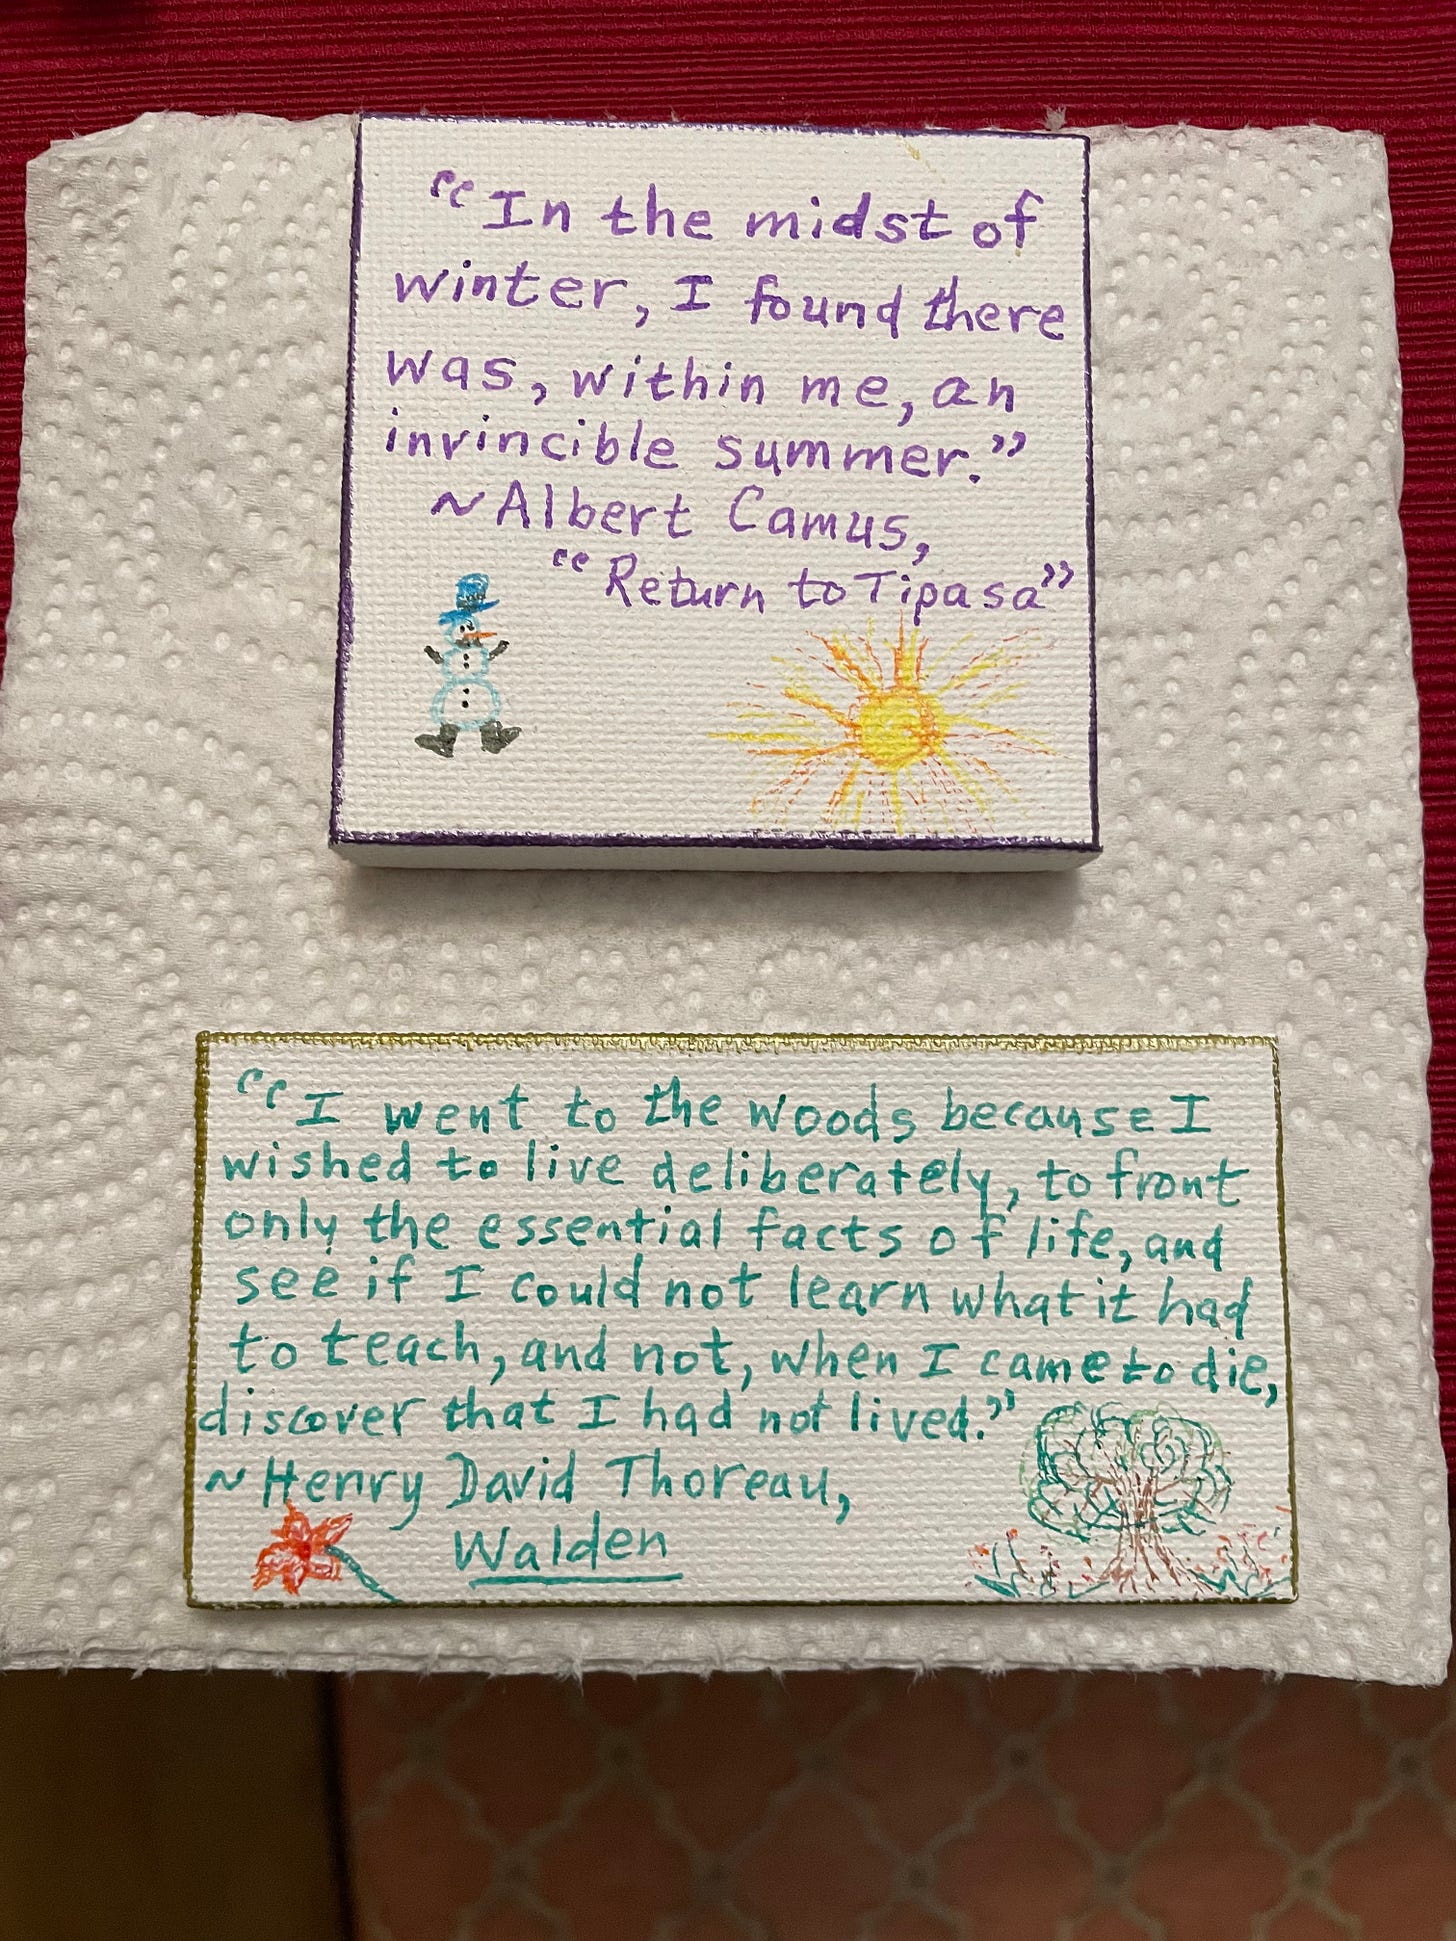 “In the midst of
winter, I found there
was, within me, an
invincible summer.”
~Albert Camus,
“Return to Tipasa”
“I went to the woods because I
wished to live deliberately, to front
only the essential facts of life, and
see if I could not learn what it had
to teach, and not, when I came to die,
discover that I had not lived.”
~Henry David Thoreau,
Walden